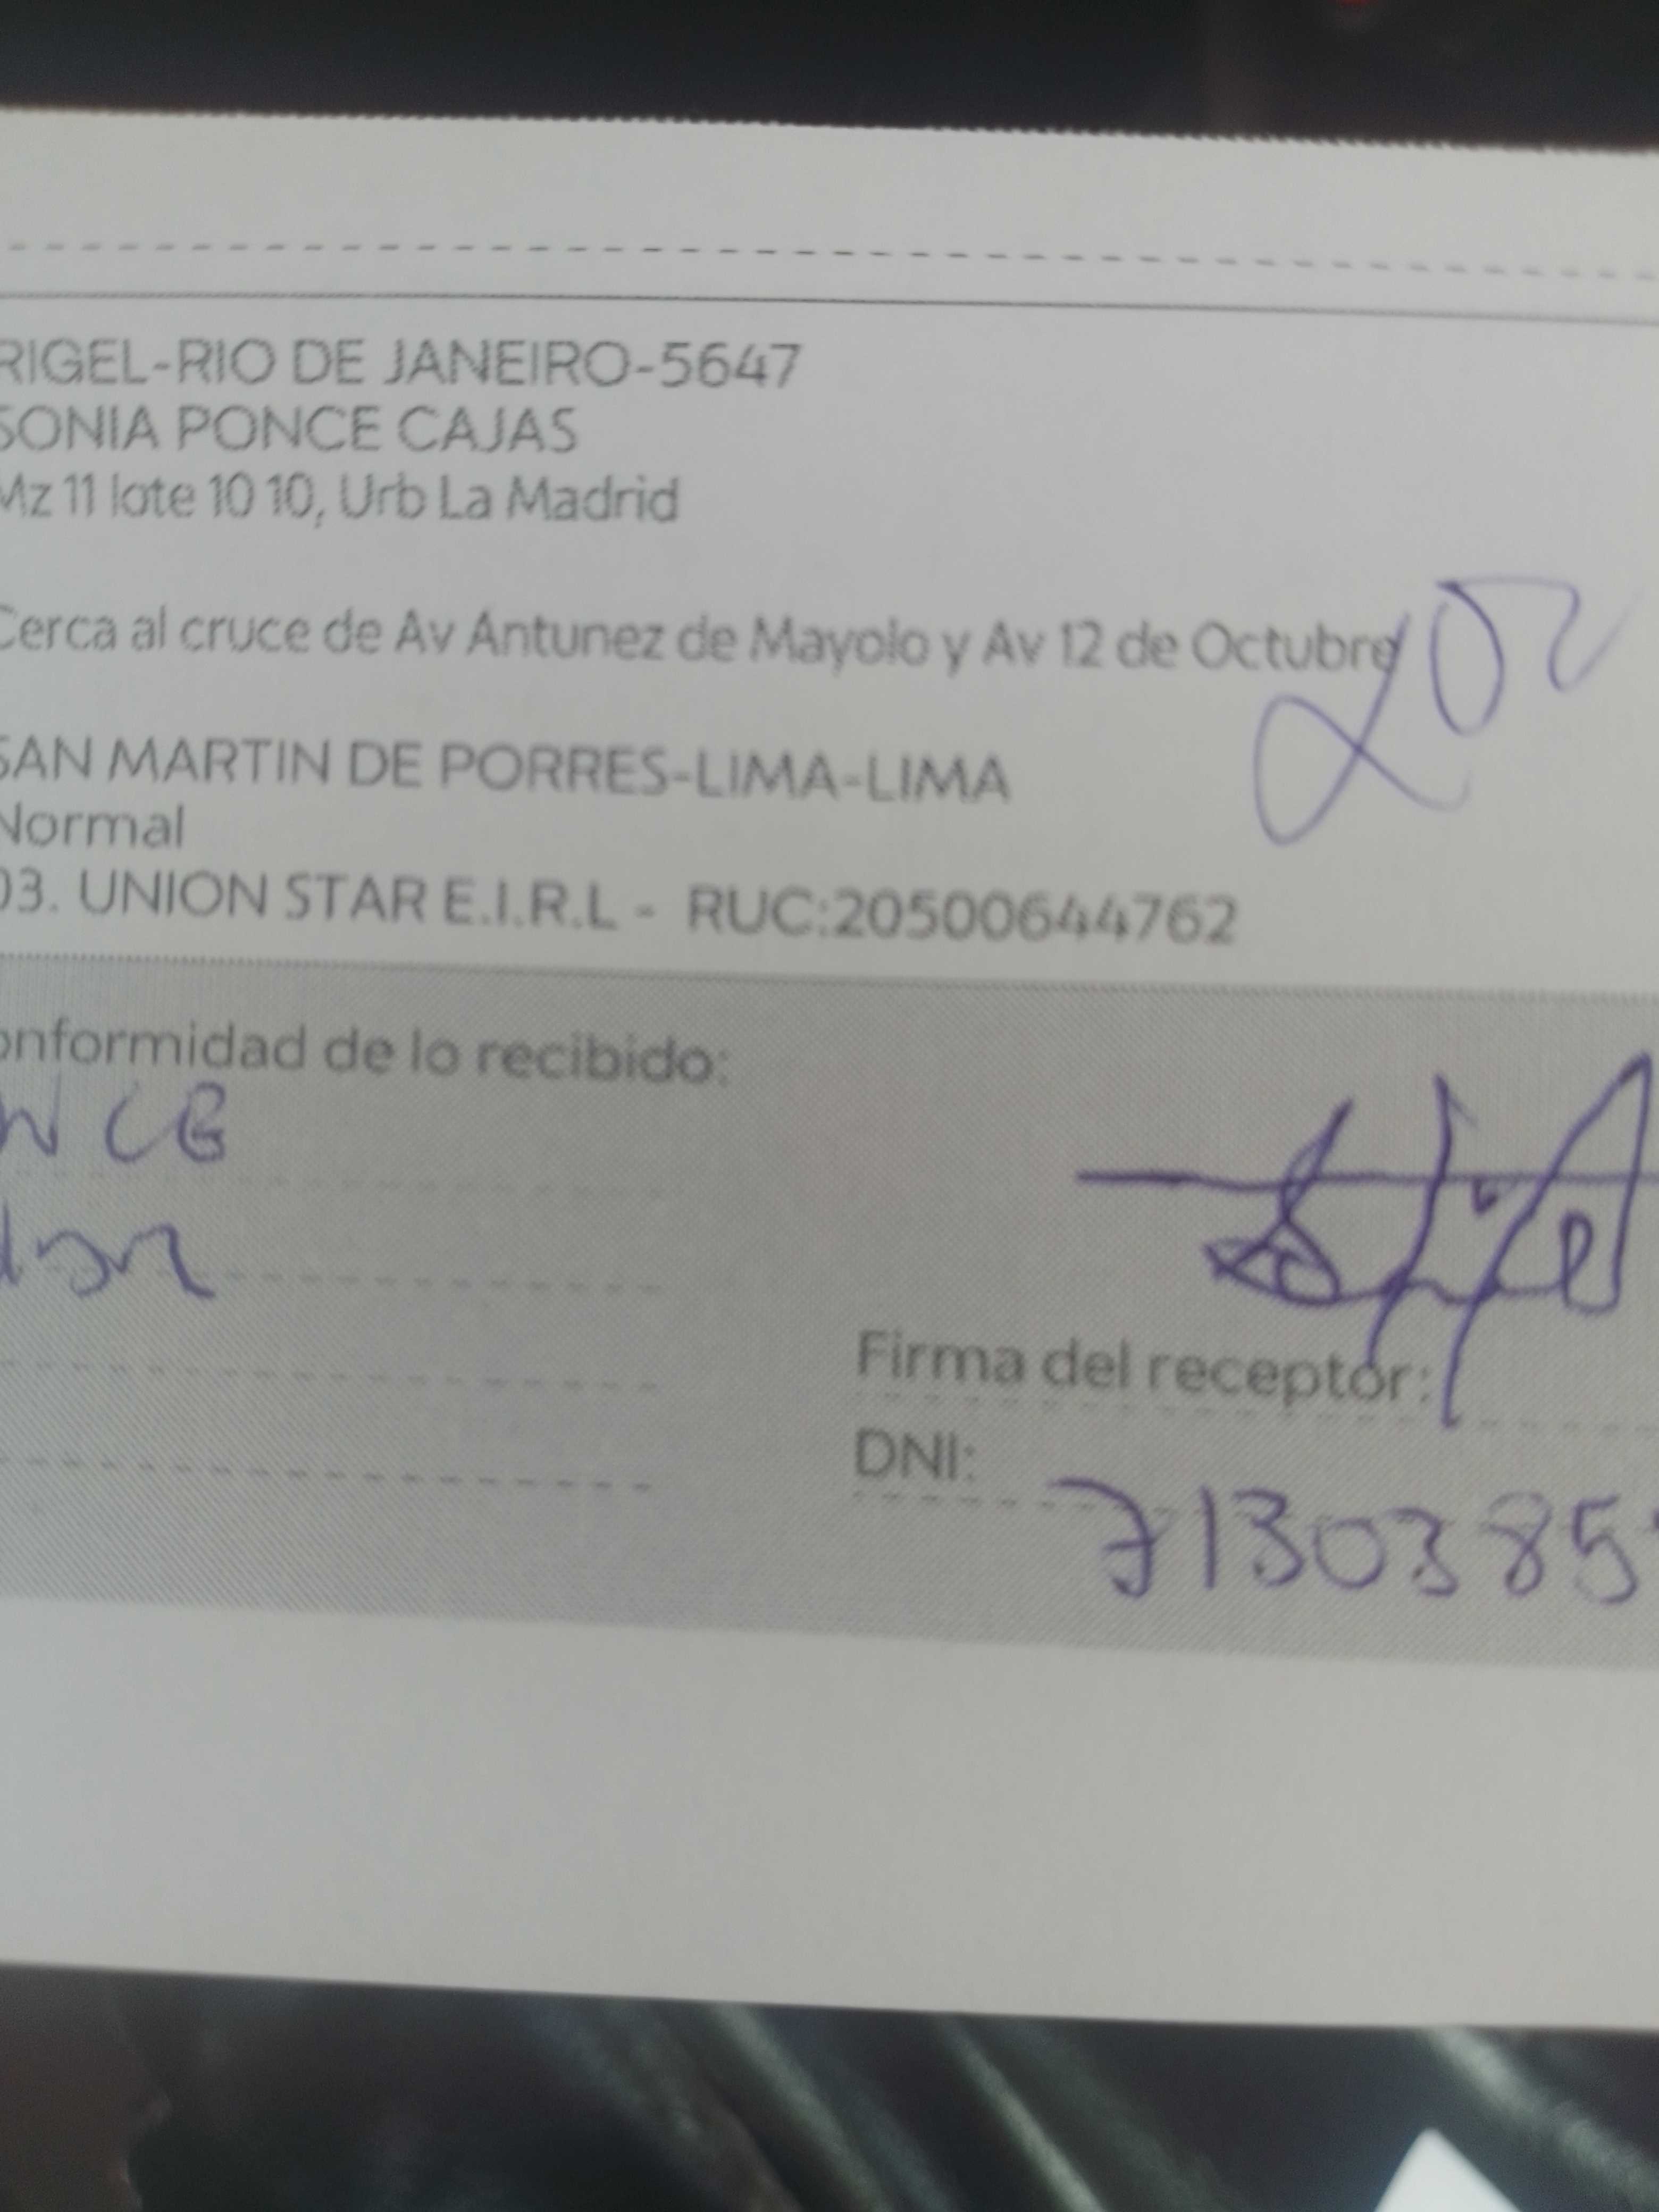 RIGEL-RIO DE JANEIRO-5647
SONIA PONCE CAJAS
Mz 11 lote 10 10, Urb La Madrid
Cerca al cruce de Av Antunez de Mayolo y Av 12 de Octubre
SAN MARTIN DE PORRES-LIMA-LIMA
Normal
03. UNION STAR E.I.R.L - RUC:20500644762
onformidad de lo recibido:
NCE
Firma del receptor:
DNI:
7130385